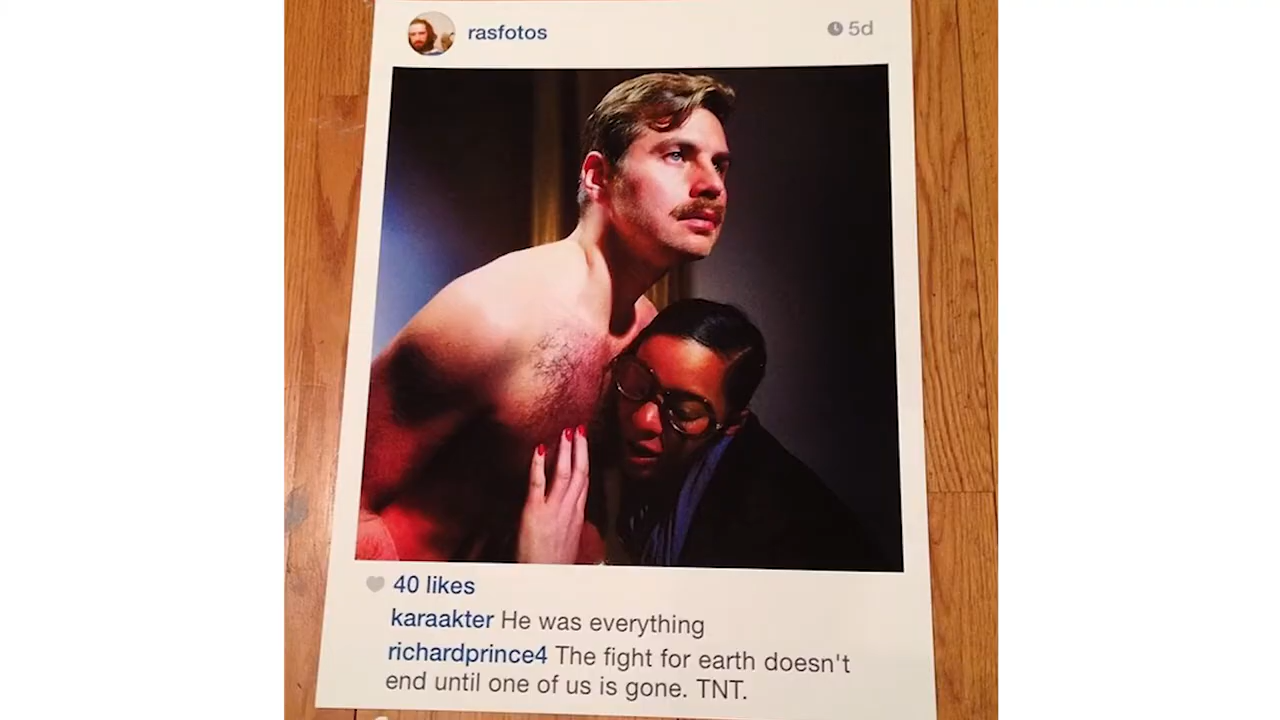 rasfotos 5d
40 likes
karaakter He was everything
richardprince4 The fight for earth doesn't
end until one of us is gone. TNT.